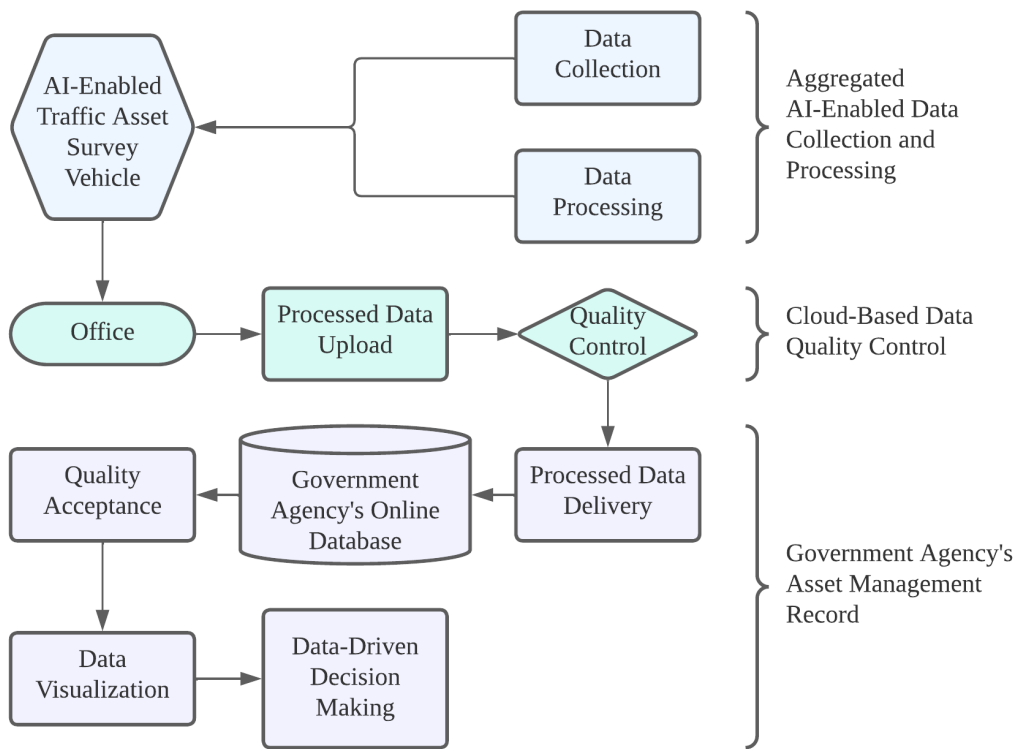 AI-Enabled
Traffic Asset
Survey
Vehicle
Data
Collection
Data
Processing
Aggregated
AI-Enabled Data
Collection and
Processing
Office
Processed Data
Upload
Quality
Control
Cloud-Based Data
Quality Control
Quality
Acceptance
Government
Agency's Online
Database
Processed Data
Delivery
Government Agency's
Asset Management
Record
Data
Visualization
Data-Driven
Decision
Making